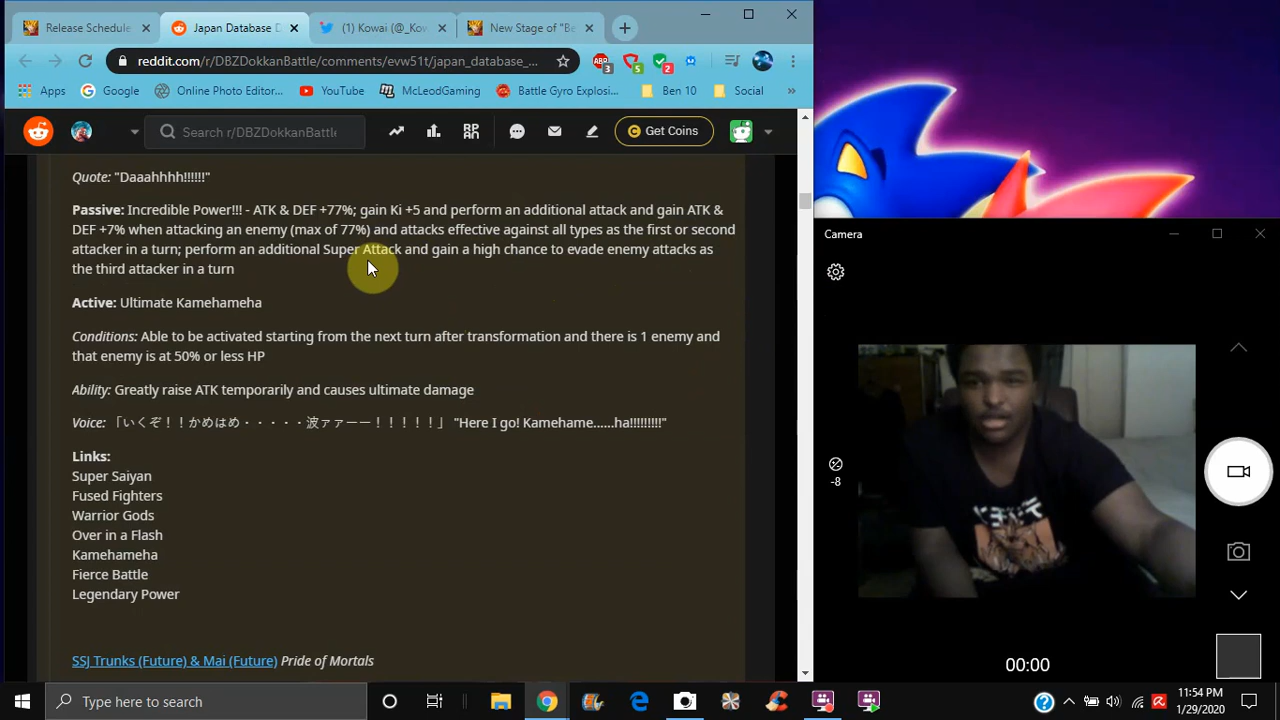 Release Schedule
Japan Database D
(1) Kowai (@_Kow
New Stage of "Be
reddit.com/r/DBZDokkanBattle/comments/evw51t/japan_database_...
ABP 3 5 2
Apps Google Online Photo Editor... YouTube McLeodGaming Battle Gyro Explosi... Ben 10 Social »
Search r/DBZDokkanBattle
Get Coins
Quote: "Daaahhhh!!!!!!"
Passive: Incredible Power!!! - ATK & DEF +77%; gain Ki +5 and perform an additional attack and gain ATK &
DEF +7% when attacking an enemy (max of 77%) and attacks effective against all types as the first or second
attacker in a turn; perform an additional Super Attack and gain a high chance to evade enemy attacks as
the third attacker in a turn
Active: Ultimate Kamehameha
Conditions: Able to be activated starting from the next turn after transformation and there is 1 enemy and
that enemy is at 50% or less HP
Ability: Greatly raise ATK temporarily and causes ultimate damage
Voice: 「いくぞ！！かめはめ・・・・・波ァァーー！！！！！」 "Here I go! Kamehame......ha!!!!!!!!!"
Links:
Super Saiyan
Fused Fighters
Warrior Gods
Over in a Flash
Kamehameha
Fierce Battle
Legendary Power
SSJ Trunks (Future) & Mai (Future) Pride of Mortals
Camera
-8
00:00
Type here to search
11:54 PM
1/29/2020